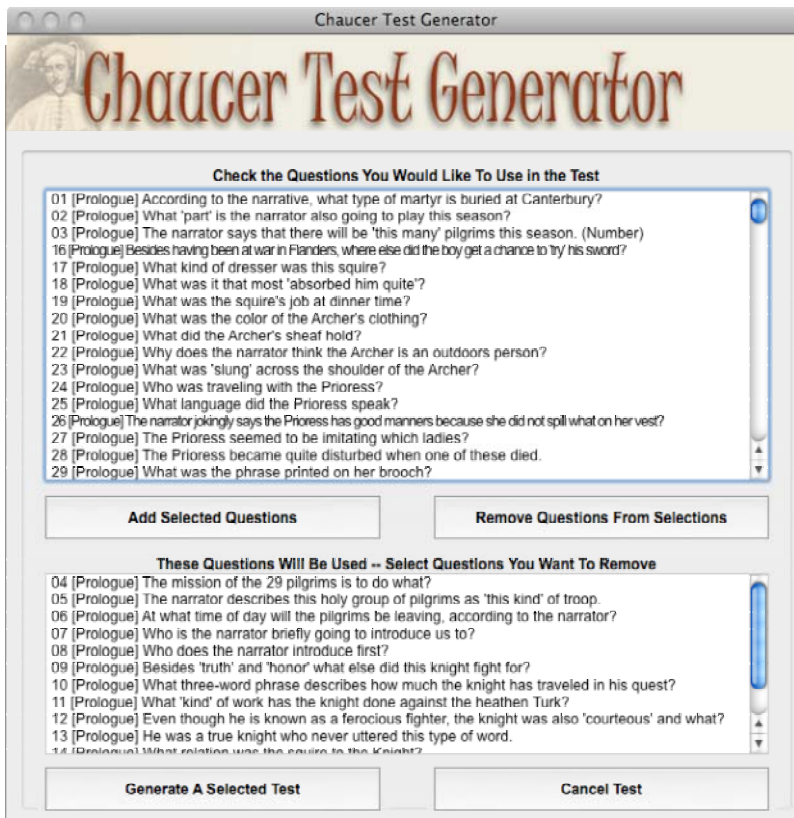 Chaucer Test Generator
Chaucer Test Generator
Check the Questions You Would Like To Use in the Test
01 [Prologue] According to the narrative, what type of martyr is buried at Canterbury?
02 [Prologue] What 'part' is the narrator also going to play this season?
03 [Prologue] The narrator says that there will be 'this many' pilgrims this season. (Number)
16 [Prologue] Besides having been at war in Flanders, where else did the boy get a chance to 'try' his sword?
17 [Prologue] What kind of dresser was this squire?
18 [Prologue] What was it that most 'absorbed him quite'?
19 [Prologue] What was the squire's job at dinner time?
20 [Prologue] What was the color of the Archer's clothing?
21 [Prologue] What did the Archer's sheaf hold?
22 [Prologue] Why does the narrator think the Archer is an outdoors person?
23 [Prologue] What was 'slung' across the shoulder of the Archer?
24 [Prologue] Who was traveling with the Prioress?
25 [Prologue] What language did the Prioress speak?
26 [Prologue] The narrator jokingly says the Prioress has good manners because she did not spill what on her vest?
27 [Prologue] The Prioress seemed to be imitating which ladies?
28 [Prologue] The Prioress became quite disturbed when one of these died.
29 [Prologue] What was the phrase printed on her brooch?
Add Selected Questions
Remove Questions From Selections
These Questions Will Be Used -- Select Questions You Want To Remove
04 [Prologue] The mission of the 29 pilgrims is to do what?
05 [Prologue] The narrator describes this holy group of pilgrims as 'this kind' of troop.
06 [Prologue] At what time of day will the pilgrims be leaving, according to the narrator?
07 [Prologue] Who is the narrator briefly going to introduce us to?
08 [Prologue] Who does the narrator introduce first?
09 [Prologue] Besides 'truth' and 'honor' what else did this knight fight for?
10 [Prologue] What three-word phrase describes how much the knight has traveled in his quest?
11 [Prologue] What 'kind' of work has the knight done against the heathen Turk?
12 [Prologue] Even though he is known as a ferocious fighter, the knight was also 'courteous' and what?
13 [Prologue] He was a true knight who never uttered this type of word.
14 [Prologue] What relation was the squire to the Knight?
Generate A Selected Test
Cancel Test